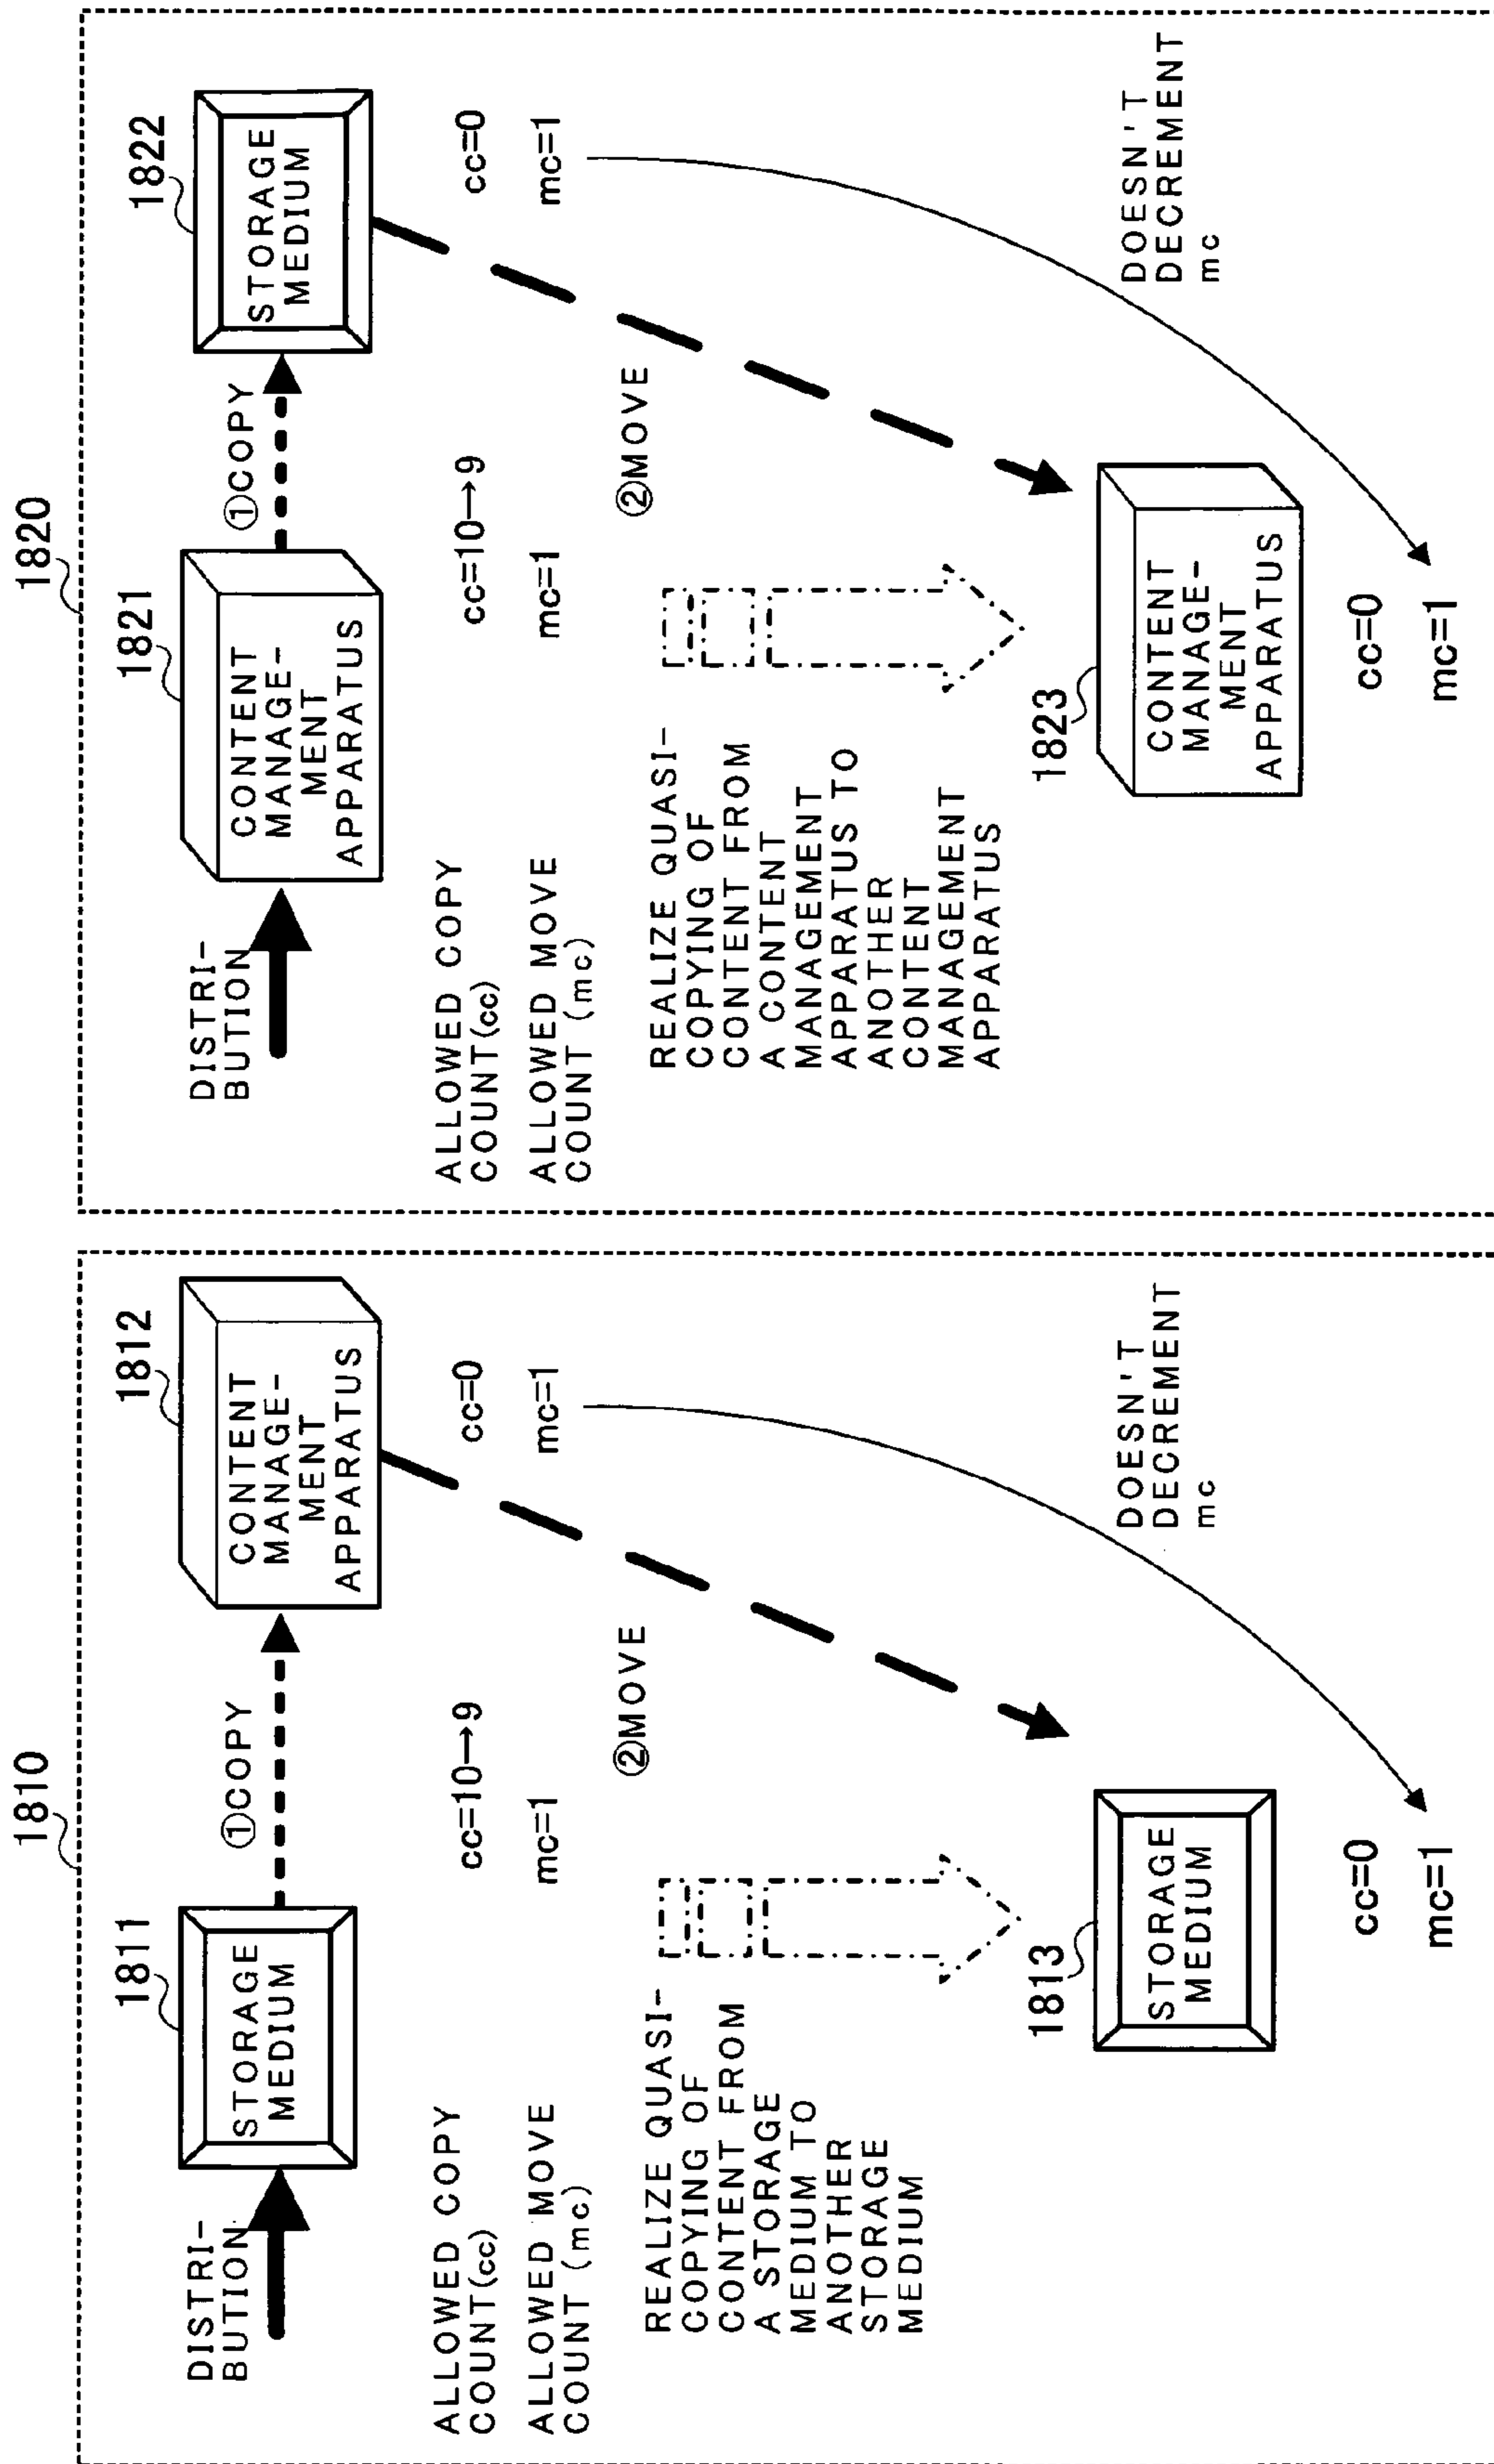 1810
DISTRI-
BUTION
1811
STORAGE
MEDIUM
①COPY
1812
CONTENT
MANAGE-
MENT
APPARATUS
ALLOWED COPY
COUNT(cc)
cc=10→9
cc=0
ALLOWED MOVE
COUNT (mc)
mc=1
mc=1
②MOVE
REALIZE QUASI-
COPYING OF
CONTENT FROM
A STORAGE
MEDIUM TO
ANOTHER
STORAGE
MEDIUM
1813
STORAGE
MEDIUM
DOESN'T
DECREMENT
mc
cc=0
mc=1
1820
DISTRI-
BUTION
1821
CONTENT
MANAGE-
MENT
APPARATUS
①COPY
1822
STORAGE
MEDIUM
ALLOWED COPY
COUNT(cc)
cc=10→9
cc=0
ALLOWED MOVE
COUNT (mc)
mc=1
mc=1
②MOVE
REALIZE QUASI-
COPYING OF
CONTENT FROM
A CONTENT
MANAGEMENT
APPARATUS TO
ANOTHER
CONTENT
MANAGEMENT
APPARATUS
1823
CONTENT
MANAGE-
MENT
APPARATUS
DOESN'T
DECREMENT
mc
cc=0
mc=1